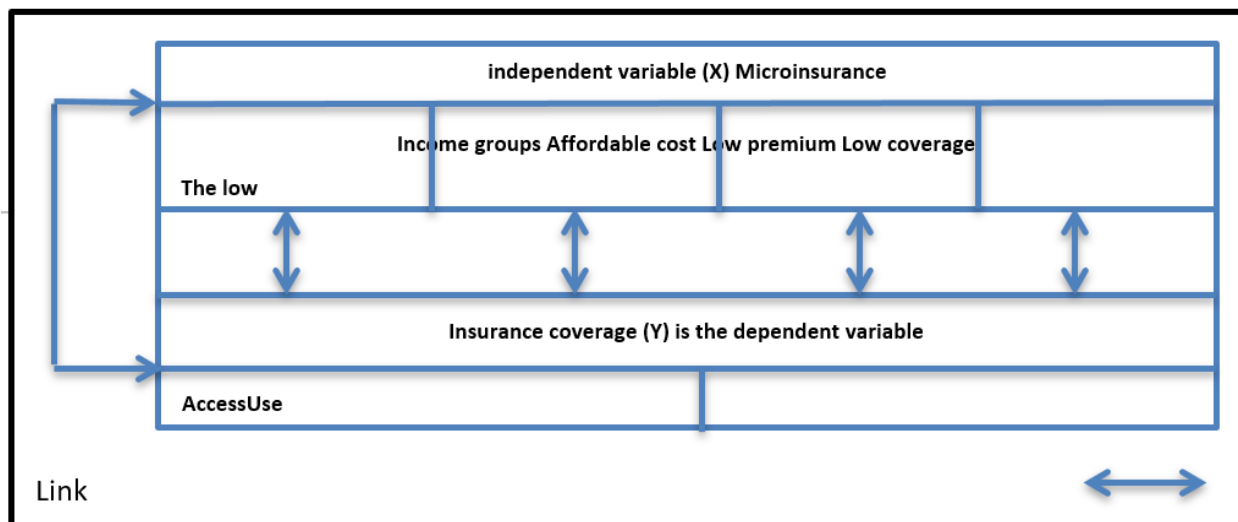 independent variable (X) Microinsurance
Income groups Affordable cost Low premium Low coverage
The low
Insurance coverage (Y) is the dependent variable
AccessUse
Link